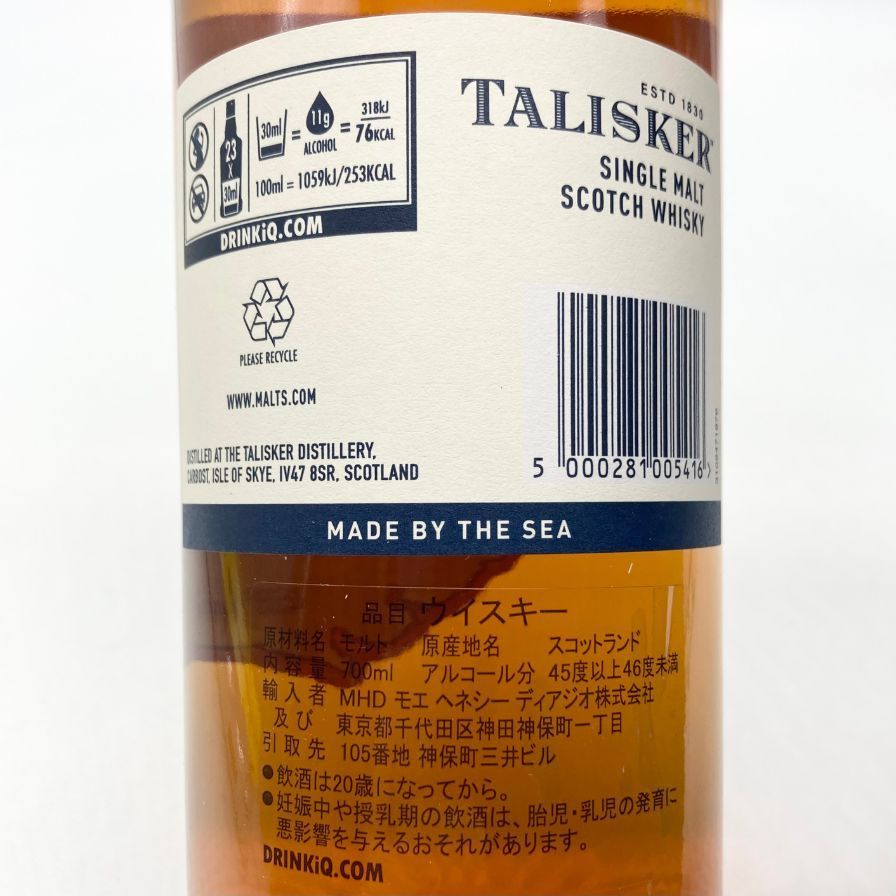 23
X
30ml
30ml
=
11g
ALCOHOL
=
318kJ
76KCAL
100ml = 1059kJ/253KCAL
DRINKiQ.COM
PLEASE RECYCLE
WWW.MALTS.COM
DISTILLED AT THE TALISKER DISTILLERY,
CARBOST, ISLE OF SKYE, IV47 8SR, SCOTLAND
ESTD 1830
TALISKER
SINGLE MALT
SCOTCH WHISKY
5 000281 005416 >
MADE BY THE SEA
品目 ウイスキー
原材料名 モルト 原産地名 スコットランド
内容量 700ml アルコール分 45度以上46度未満
輸入者 MHD モエ ヘネシー ディアジオ株式会社
及び 東京都千代田区神田神保町一丁目
引取先 105番地 神保町三井ビル
●飲酒は20歳になってから。
●妊娠中や授乳期の飲酒は、胎児・乳児の発育に
悪影響を与えるおそれがあります。
DRINKiQ.COM